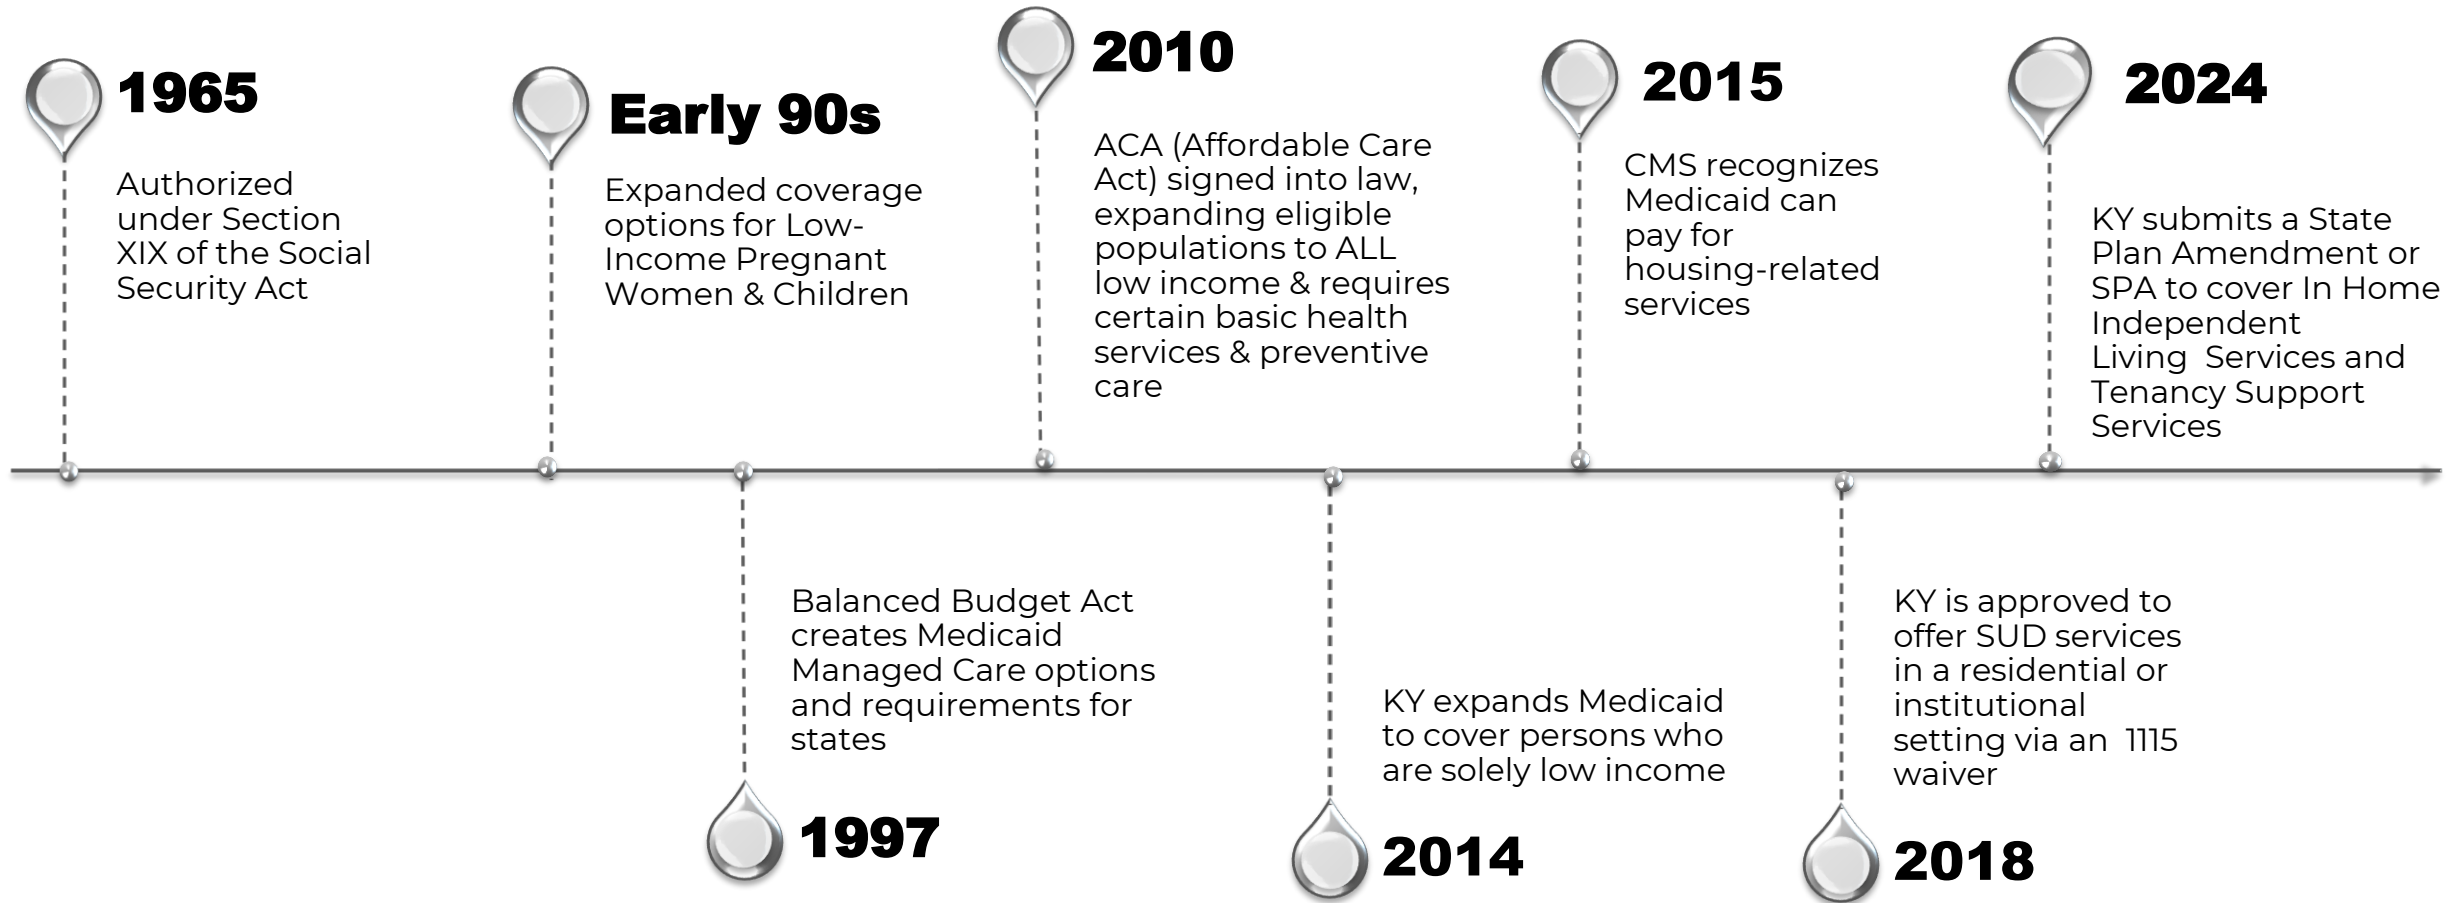 1965
Authorized
under Section
XIX of the Social
Security Act
Early 90s
Expanded coverage
options for Low-
Income Pregnant
Women & Children
Balanced Budget Act
creates Medicaid
Managed Care options
and requirements for
states
1997
2010
ACA (Affordable Care
Act) signed into law,
expanding eligible
populations to ALL
low income & requires
certain basic health
services & preventive
care
KY expands Medicaid
to cover persons who
are solely low income
2014
2015
CMS recognizes
Medicaid can
pay for
housing-related
services
KY is approved to
offer SUD services
in a residential or
institutional
setting via an  1115
waiver
2018
2024
KY submits a State
Plan Amendment or
SPA to cover In Home
Independent
Living  Services and
Tenancy Support
Services